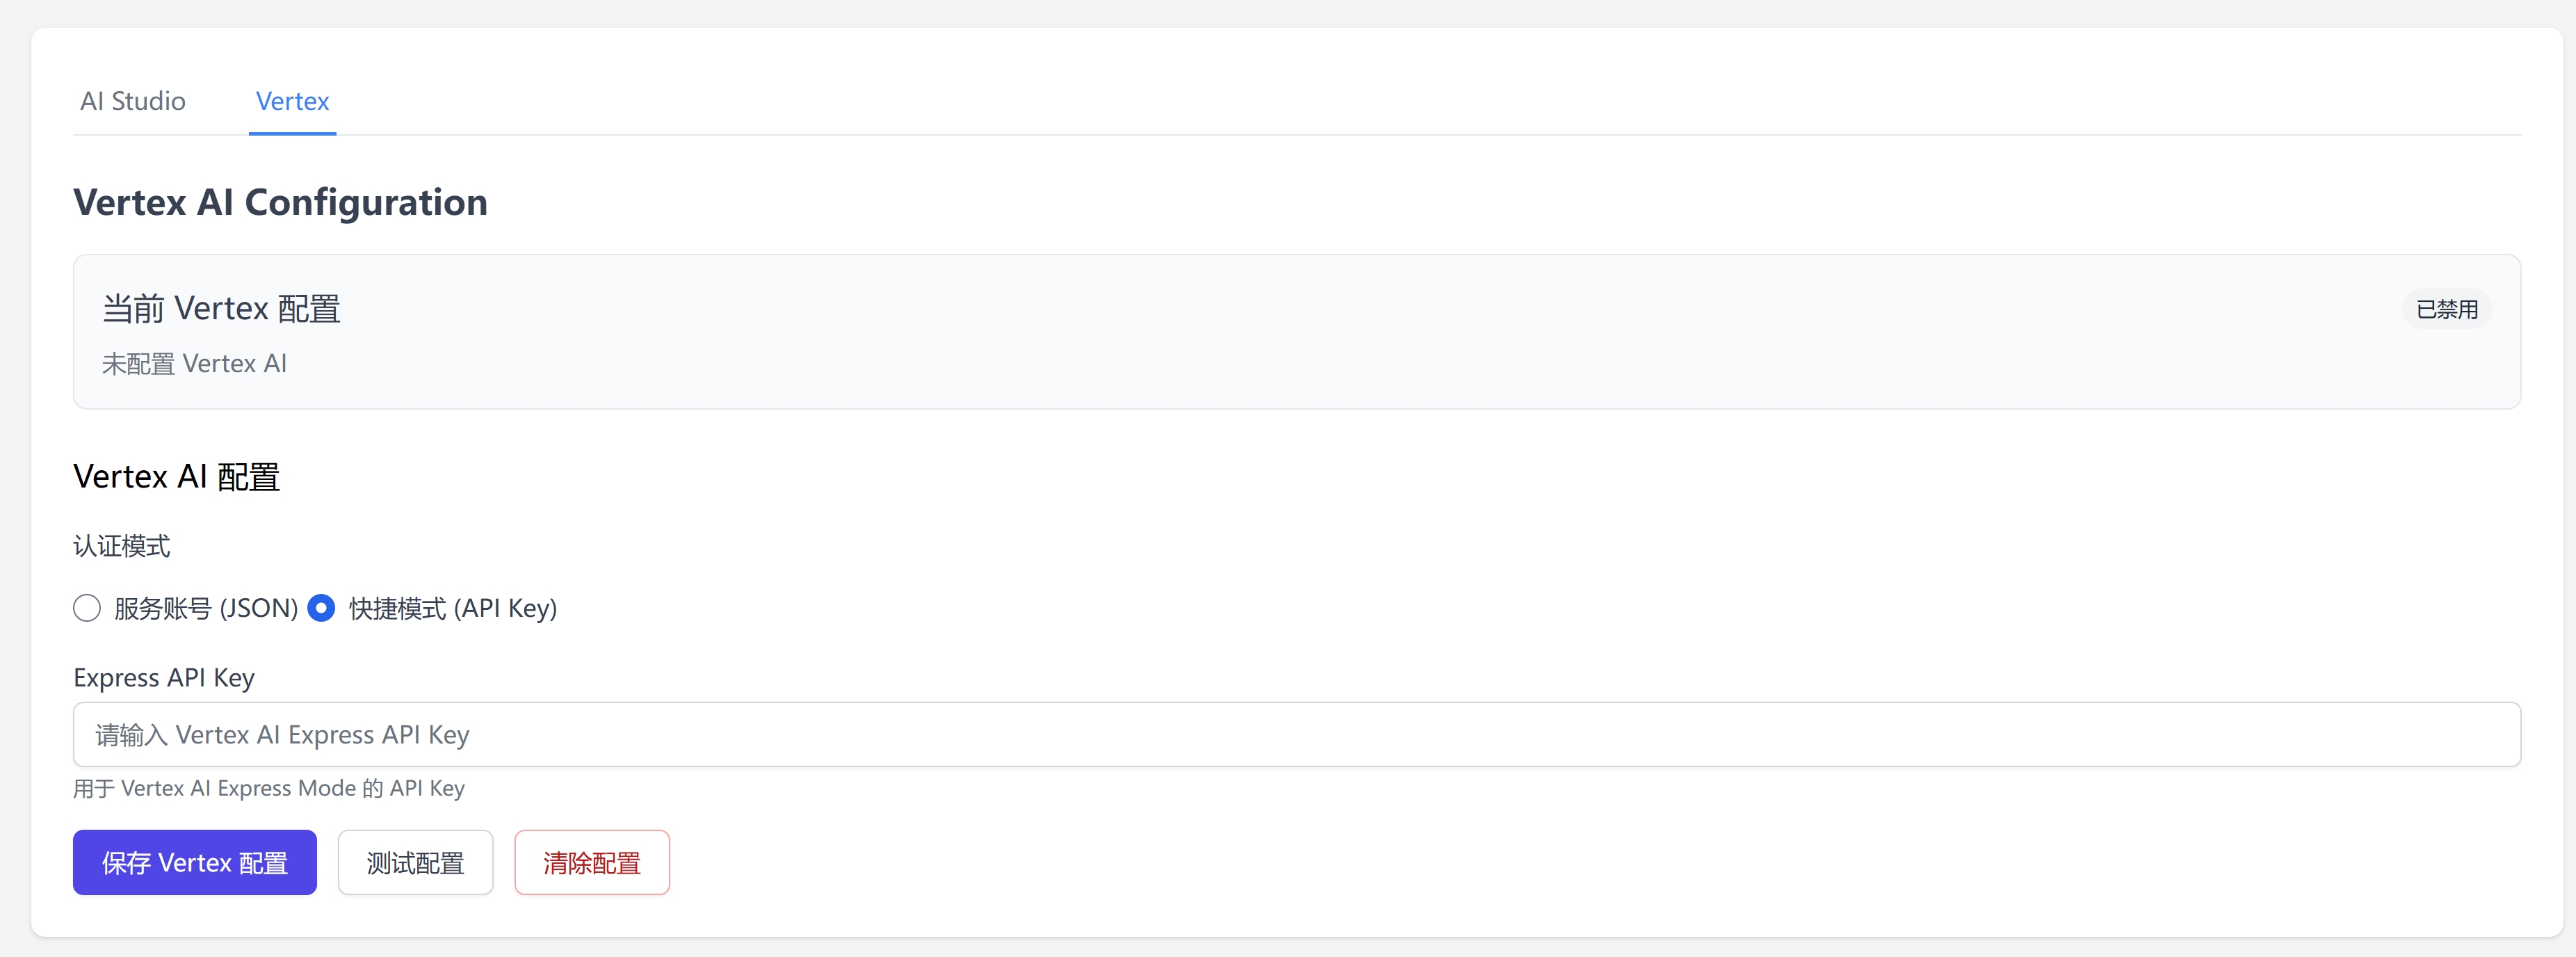 AI Studio Vertex
Vertex AI Configuration
当前 Vertex 配置 已禁用
未配置 Vertex AI
Vertex AI 配置
认证模式
服务账号 (JSON) 快捷模式 (API Key)
Express API Key
请输入 Vertex AI Express API Key
用于 Vertex AI Express Mode 的 API Key
保存 Vertex 配置 测试配置 清除配置